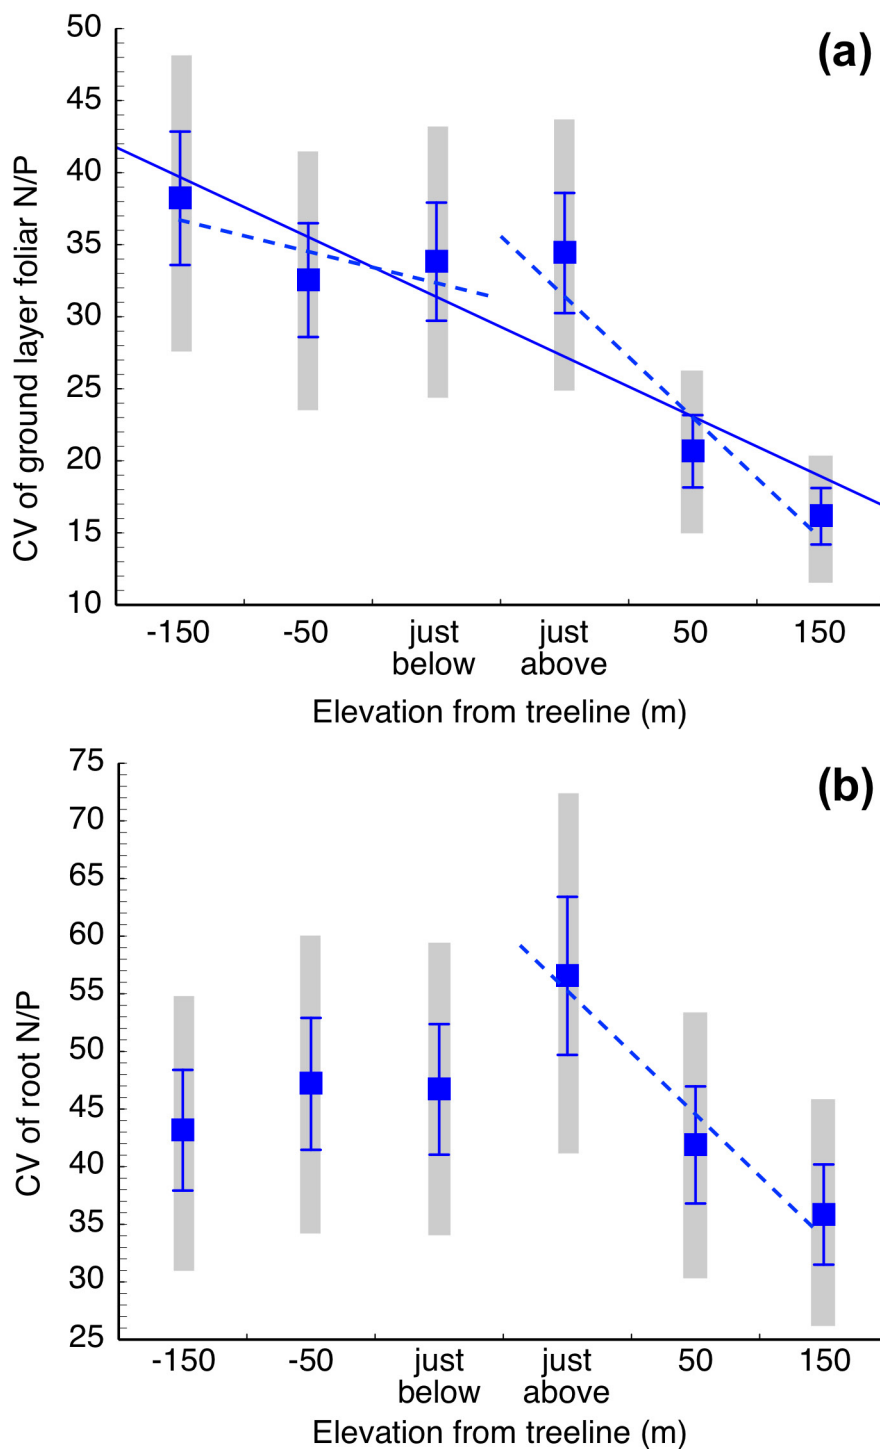 (a)
CV of ground layer foliar N/P
50
45
40
35
30
25
20
15
10
-150 -50 just below just above 50 150
Elevation from treeline (m)
(b)
CV of root N/P
75
70
65
60
55
50
45
40
35
30
25
-150 -50 just below just above 50 150
Elevation from treeline (m)